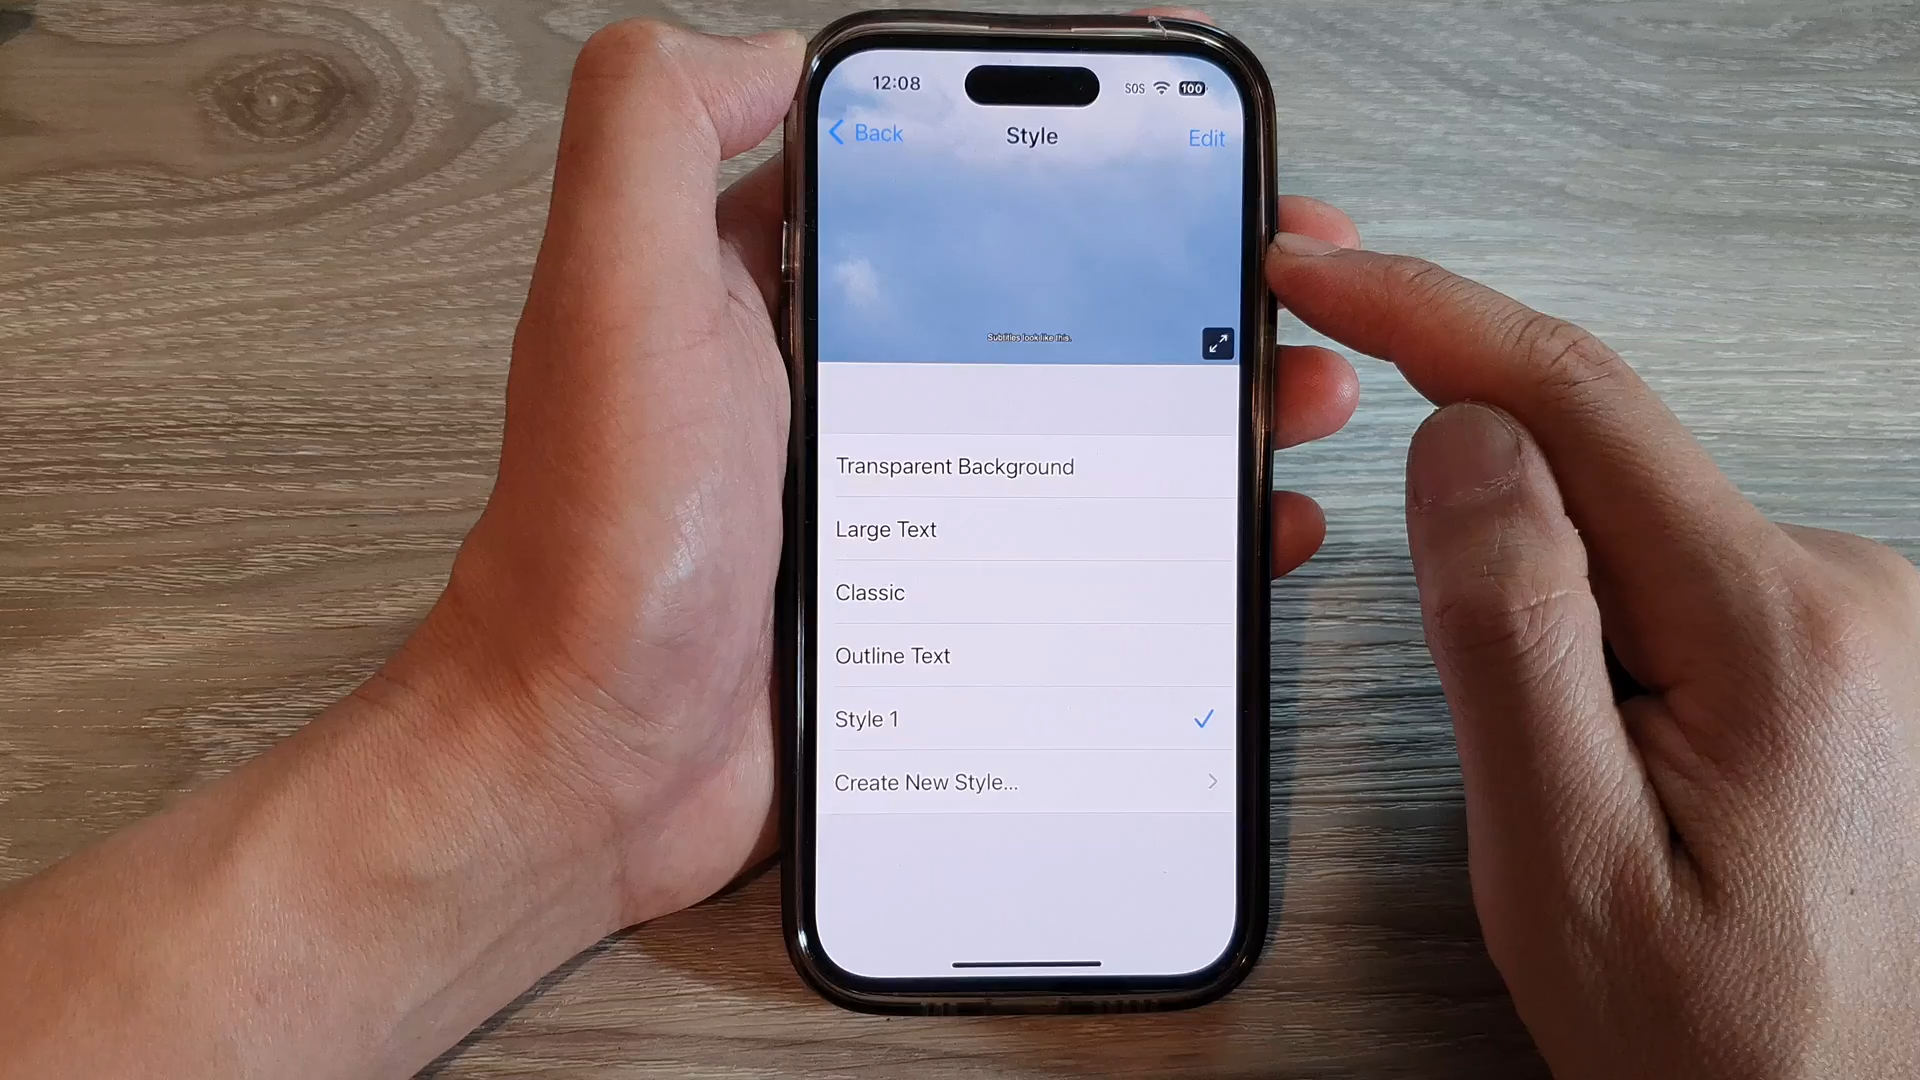 12:08
SOS 100
Back
Style
Edit
Subtitles look like this.
Transparent Background
Large Text
Classic
Outline Text
Style 1
Create New Style...